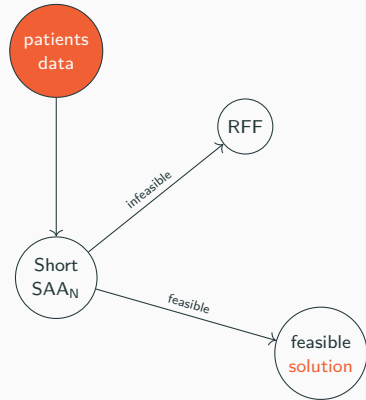 patients
data
RFF
infeasible
Short
SAA_N
feasible
feasible
solution